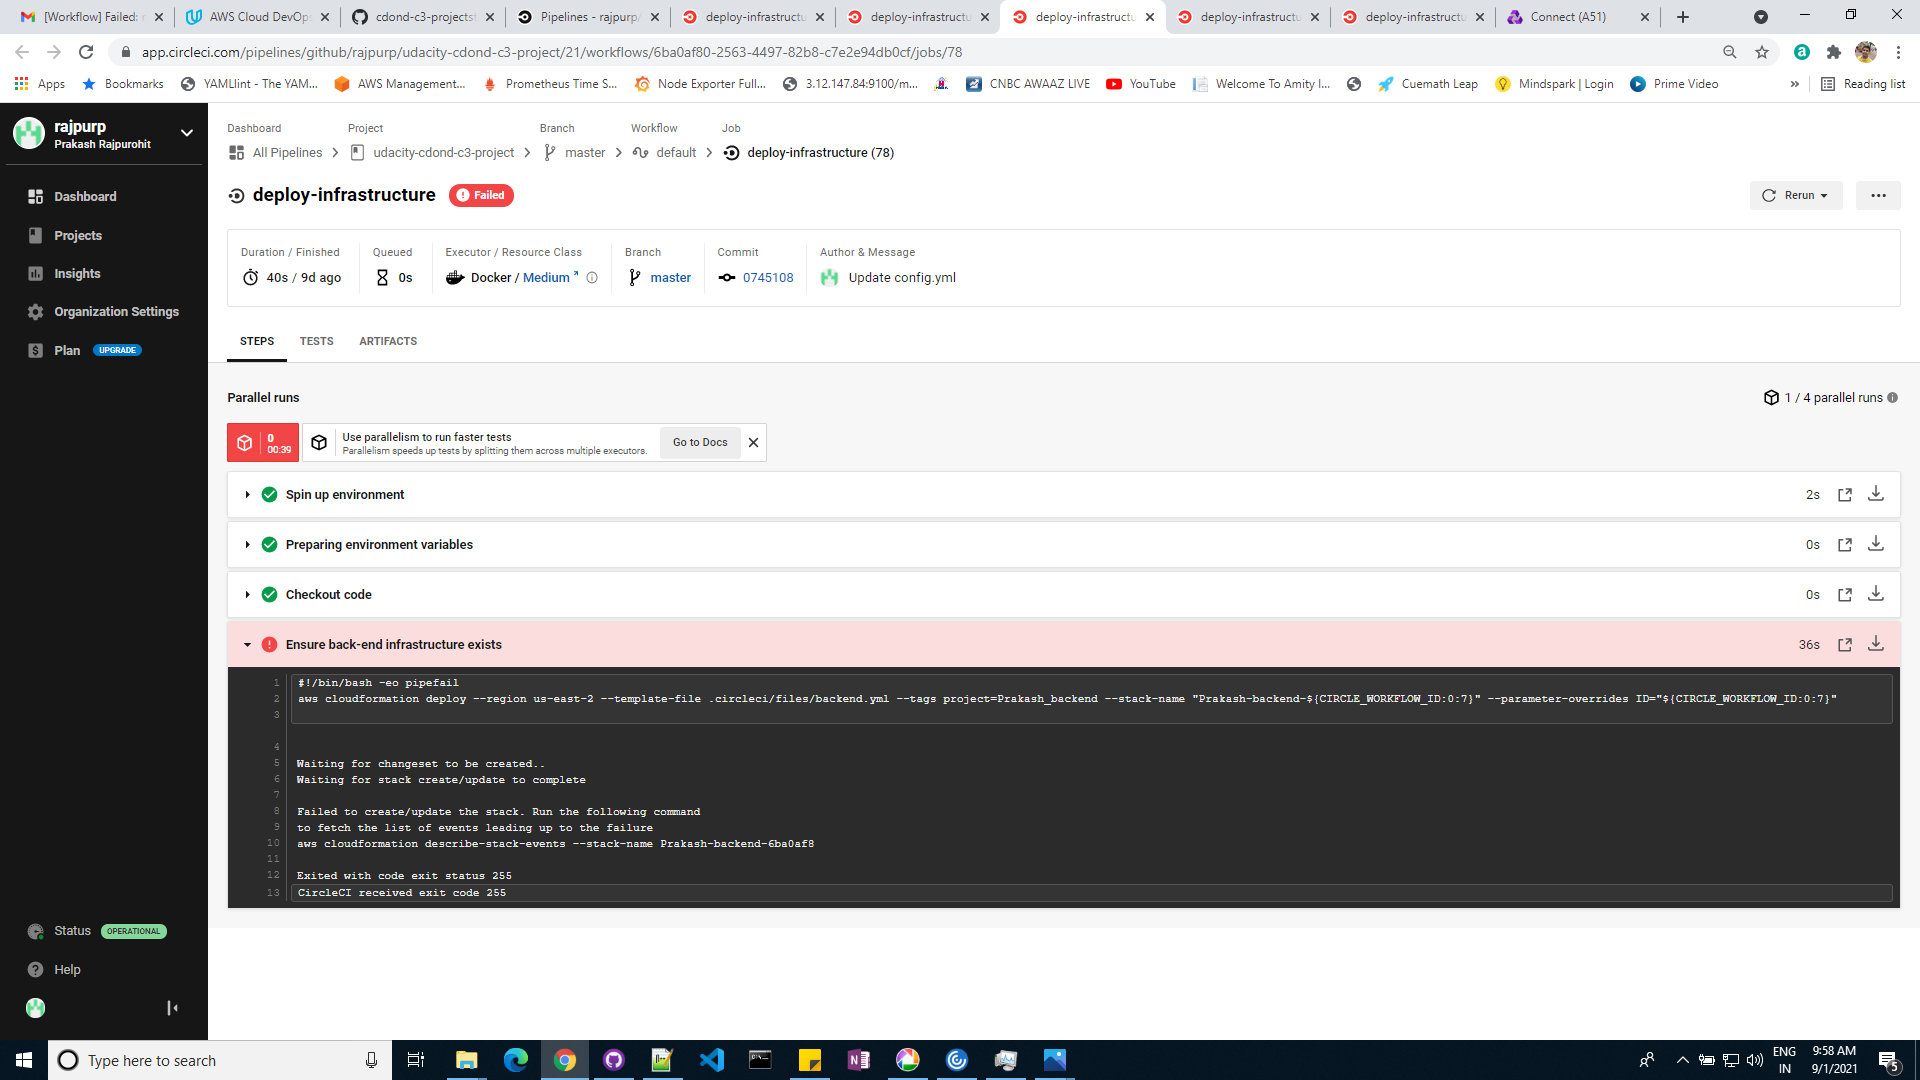 [Workflow] Failed: r
AWS Cloud DevOps
cdond-c3-projectst
Pipelines - rajpurp/
deploy-infrastructu
deploy-infrastructu
deploy-infrastructu
deploy-infrastructu
deploy-infrastructu
Connect (A51)
app.circleci.com/pipelines/github/rajpurp/udacity-cdond-c3-project/21/workflows/6ba0af80-2563-4497-82b8-c7e2e94db0cf/jobs/78
Apps
Bookmarks
YAMLlint - The YAM...
AWS Management...
Prometheus Time S...
Node Exporter Full...
3.12.147.84:9100/m...
CNBC AWAAZ LIVE
YouTube
Welcome To Amity I...
Cuemath Leap
Mindspark | Login
Prime Video
»
Reading list
rajpurp
Prakash Rajpurohit
Dashboard
Projects
Insights
Organization Settings
Plan UPGRADE
Status OPERATIONAL
Help
Dashboard Project Branch Workflow Job
All Pipelines > udacity-cdond-c3-project > master > default > deploy-infrastructure (78)
deploy-infrastructure Failed
Rerun
Duration / Finished
40s / 9d ago
Queued
0s
Executor / Resource Class
Docker / Medium
Branch
master
Commit
0745108
Author & Message
Update config.yml
STEPS TESTS ARTIFACTS
Parallel runs
1 / 4 parallel runs
0
00:39
Use parallelism to run faster tests
Parallelism speeds up tests by splitting them across multiple executors.
Go to Docs
Spin up environment 2s
Preparing environment variables 0s
Checkout code 0s
Ensure back-end infrastructure exists 36s
1 #!/bin/bash -eo pipefail
2 aws cloudformation deploy --region us-east-2 --template-file .circleci/files/backend.yml --tags project=Prakash_backend --stack-name "Prakash-backend-${CIRCLE_WORKFLOW_ID:0:7}" --parameter-overrides ID="${CIRCLE_WORKFLOW_ID:0:7}"
3
4
5 Waiting for changeset to be created..
6 Waiting for stack create/update to complete
7
8 Failed to create/update the stack. Run the following command
9 to fetch the list of events leading up to the failure
10 aws cloudformation describe-stack-events --stack-name Prakash-backend-6ba0af8
11
12 Exited with code exit status 255
13 CircleCI received exit code 255
Type here to search
ENG
IN
9:58 AM
9/1/2021
5